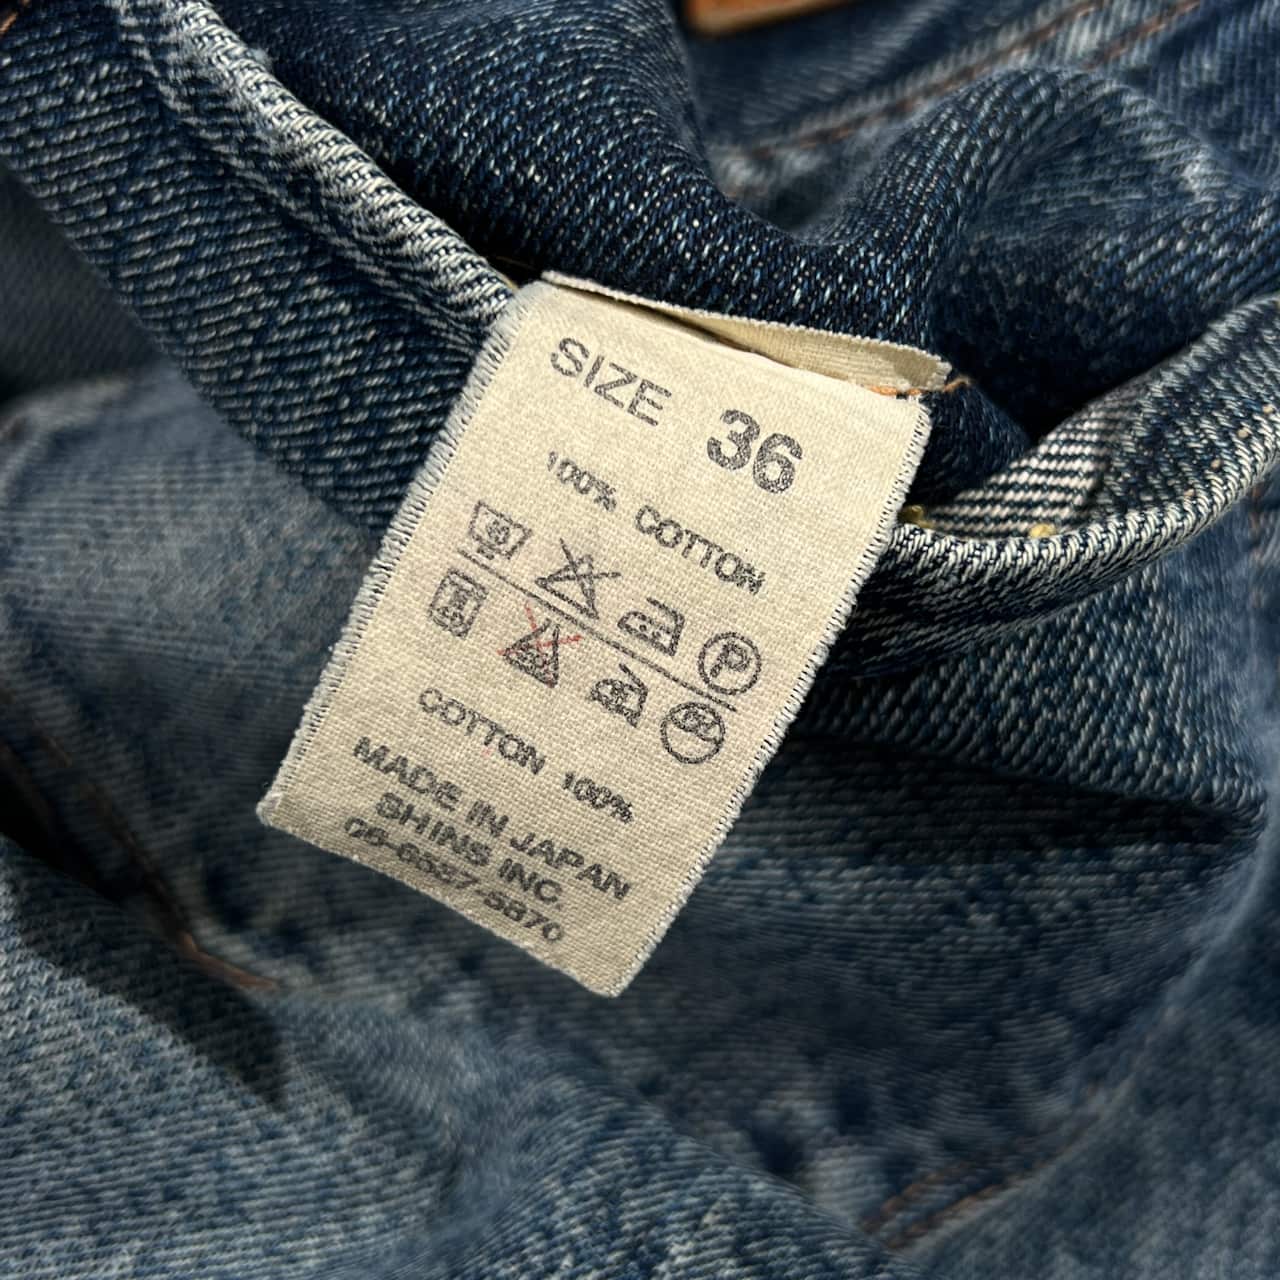 SIZE 36
100% COTTON
P
COTTON 100%
MADE IN JAPAN
SHINS INC.
06-6537-5870